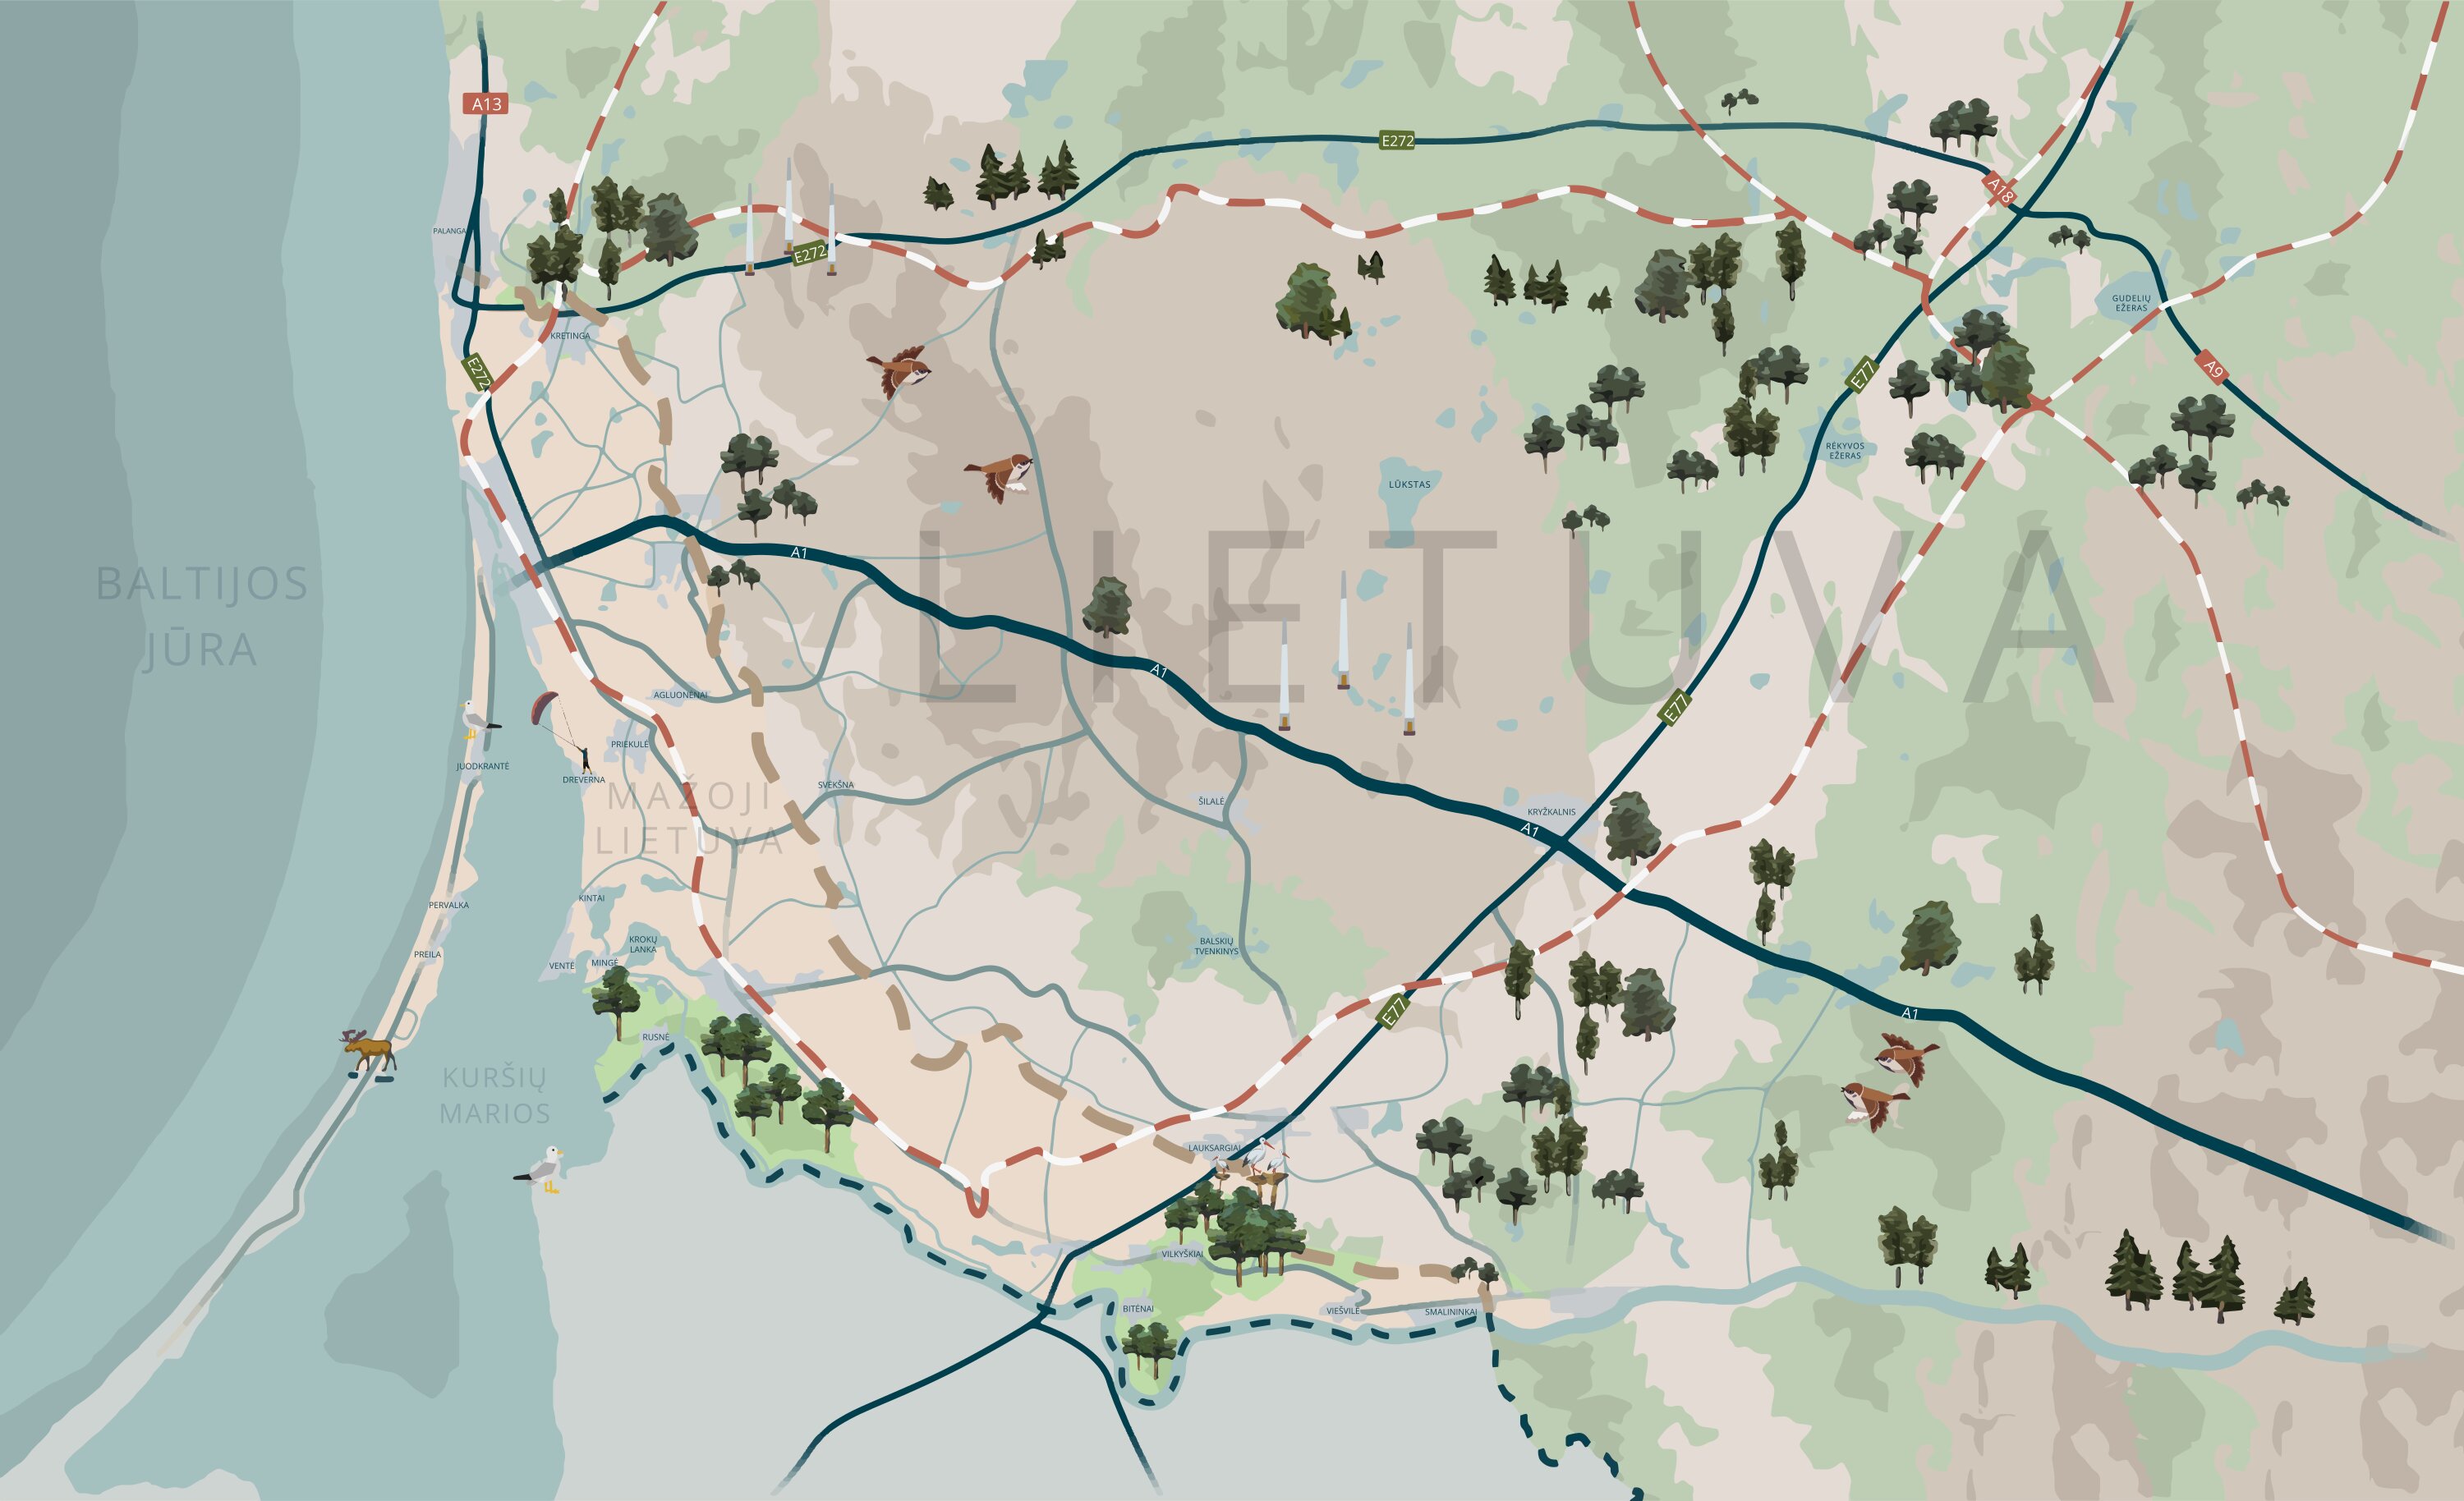 A13
E272
A18
PALANGA
E272
GUDELIŲ
EŽERAS
KRETINGA
E272
E77
A9
RĖKYVOS
EŽERAS
LŪKSTAS
A1
BALTIJOS
JŪRA
LIETUVA
A1
AGLUONĖNAI
E77
PRIEKULĖ
JUODKRANTĖ
DREVERNA
SVEKŠNA
MAŽOJI
LIETUVA
ŠILALĖ
KRYŽKALNIS
A1
KINTAI
PERVALKA
KROKŲ
LANKA
BALSKIŲ
TVENKINYS
PREILA
VENTĖ
MINGĖ
E77
A1
RUSNĖ
KURŠIŲ
MARIOS
LAUKSARGIAI
VILKYŠKIAI
BITĖNAI
VIEŠVILĖ
SMALININKAI